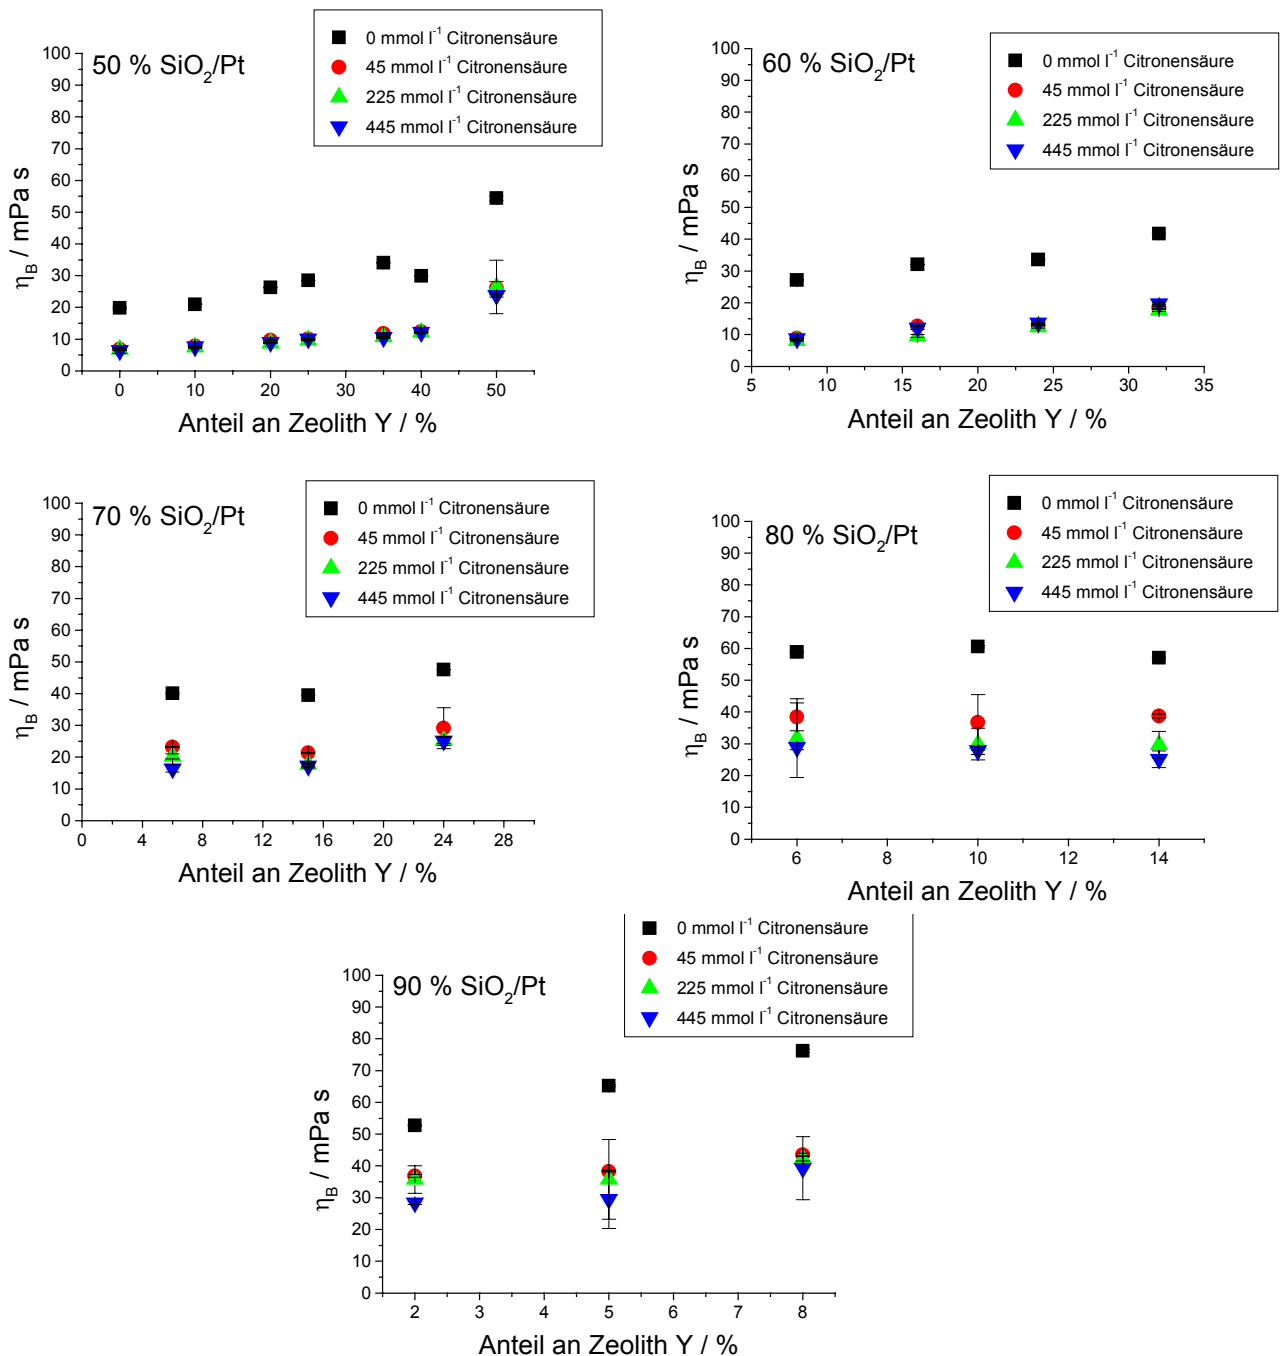 50 % SiO₂/Pt
0 mmol l⁻¹ Citronensäure
45 mmol l⁻¹ Citronensäure
225 mmol l⁻¹ Citronensäure
445 mmol l⁻¹ Citronensäure
100
90
80
70
60
50
40
30
20
10
0
η_B / mPa s
0 10 20 30 40 50
Anteil an Zeolith Y / %
60 % SiO₂/Pt
0 mmol l⁻¹ Citronensäure
45 mmol l⁻¹ Citronensäure
225 mmol l⁻¹ Citronensäure
445 mmol l⁻¹ Citronensäure
100
90
80
70
60
50
40
30
20
10
0
η_B / mPa s
5 10 15 20 25 30 35
Anteil an Zeolith Y / %
70 % SiO₂/Pt
0 mmol l⁻¹ Citronensäure
45 mmol l⁻¹ Citronensäure
225 mmol l⁻¹ Citronensäure
445 mmol l⁻¹ Citronensäure
100
90
80
70
60
50
40
30
20
10
0
η_B / mPa s
0 4 8 12 16 20 24 28
Anteil an Zeolith Y / %
80 % SiO₂/Pt
0 mmol l⁻¹ Citronensäure
45 mmol l⁻¹ Citronensäure
225 mmol l⁻¹ Citronensäure
445 mmol l⁻¹ Citronensäure
100
90
80
70
60
50
40
30
20
10
0
η_B / mPa s
6 8 10 12 14
Anteil an Zeolith Y / %
90 % SiO₂/Pt
0 mmol l⁻¹ Citronensäure
45 mmol l⁻¹ Citronensäure
225 mmol l⁻¹ Citronensäure
445 mmol l⁻¹ Citronensäure
100
90
80
70
60
50
40
30
20
10
0
η_B / mPa s
2 3 4 5 6 7 8
Anteil an Zeolith Y / %